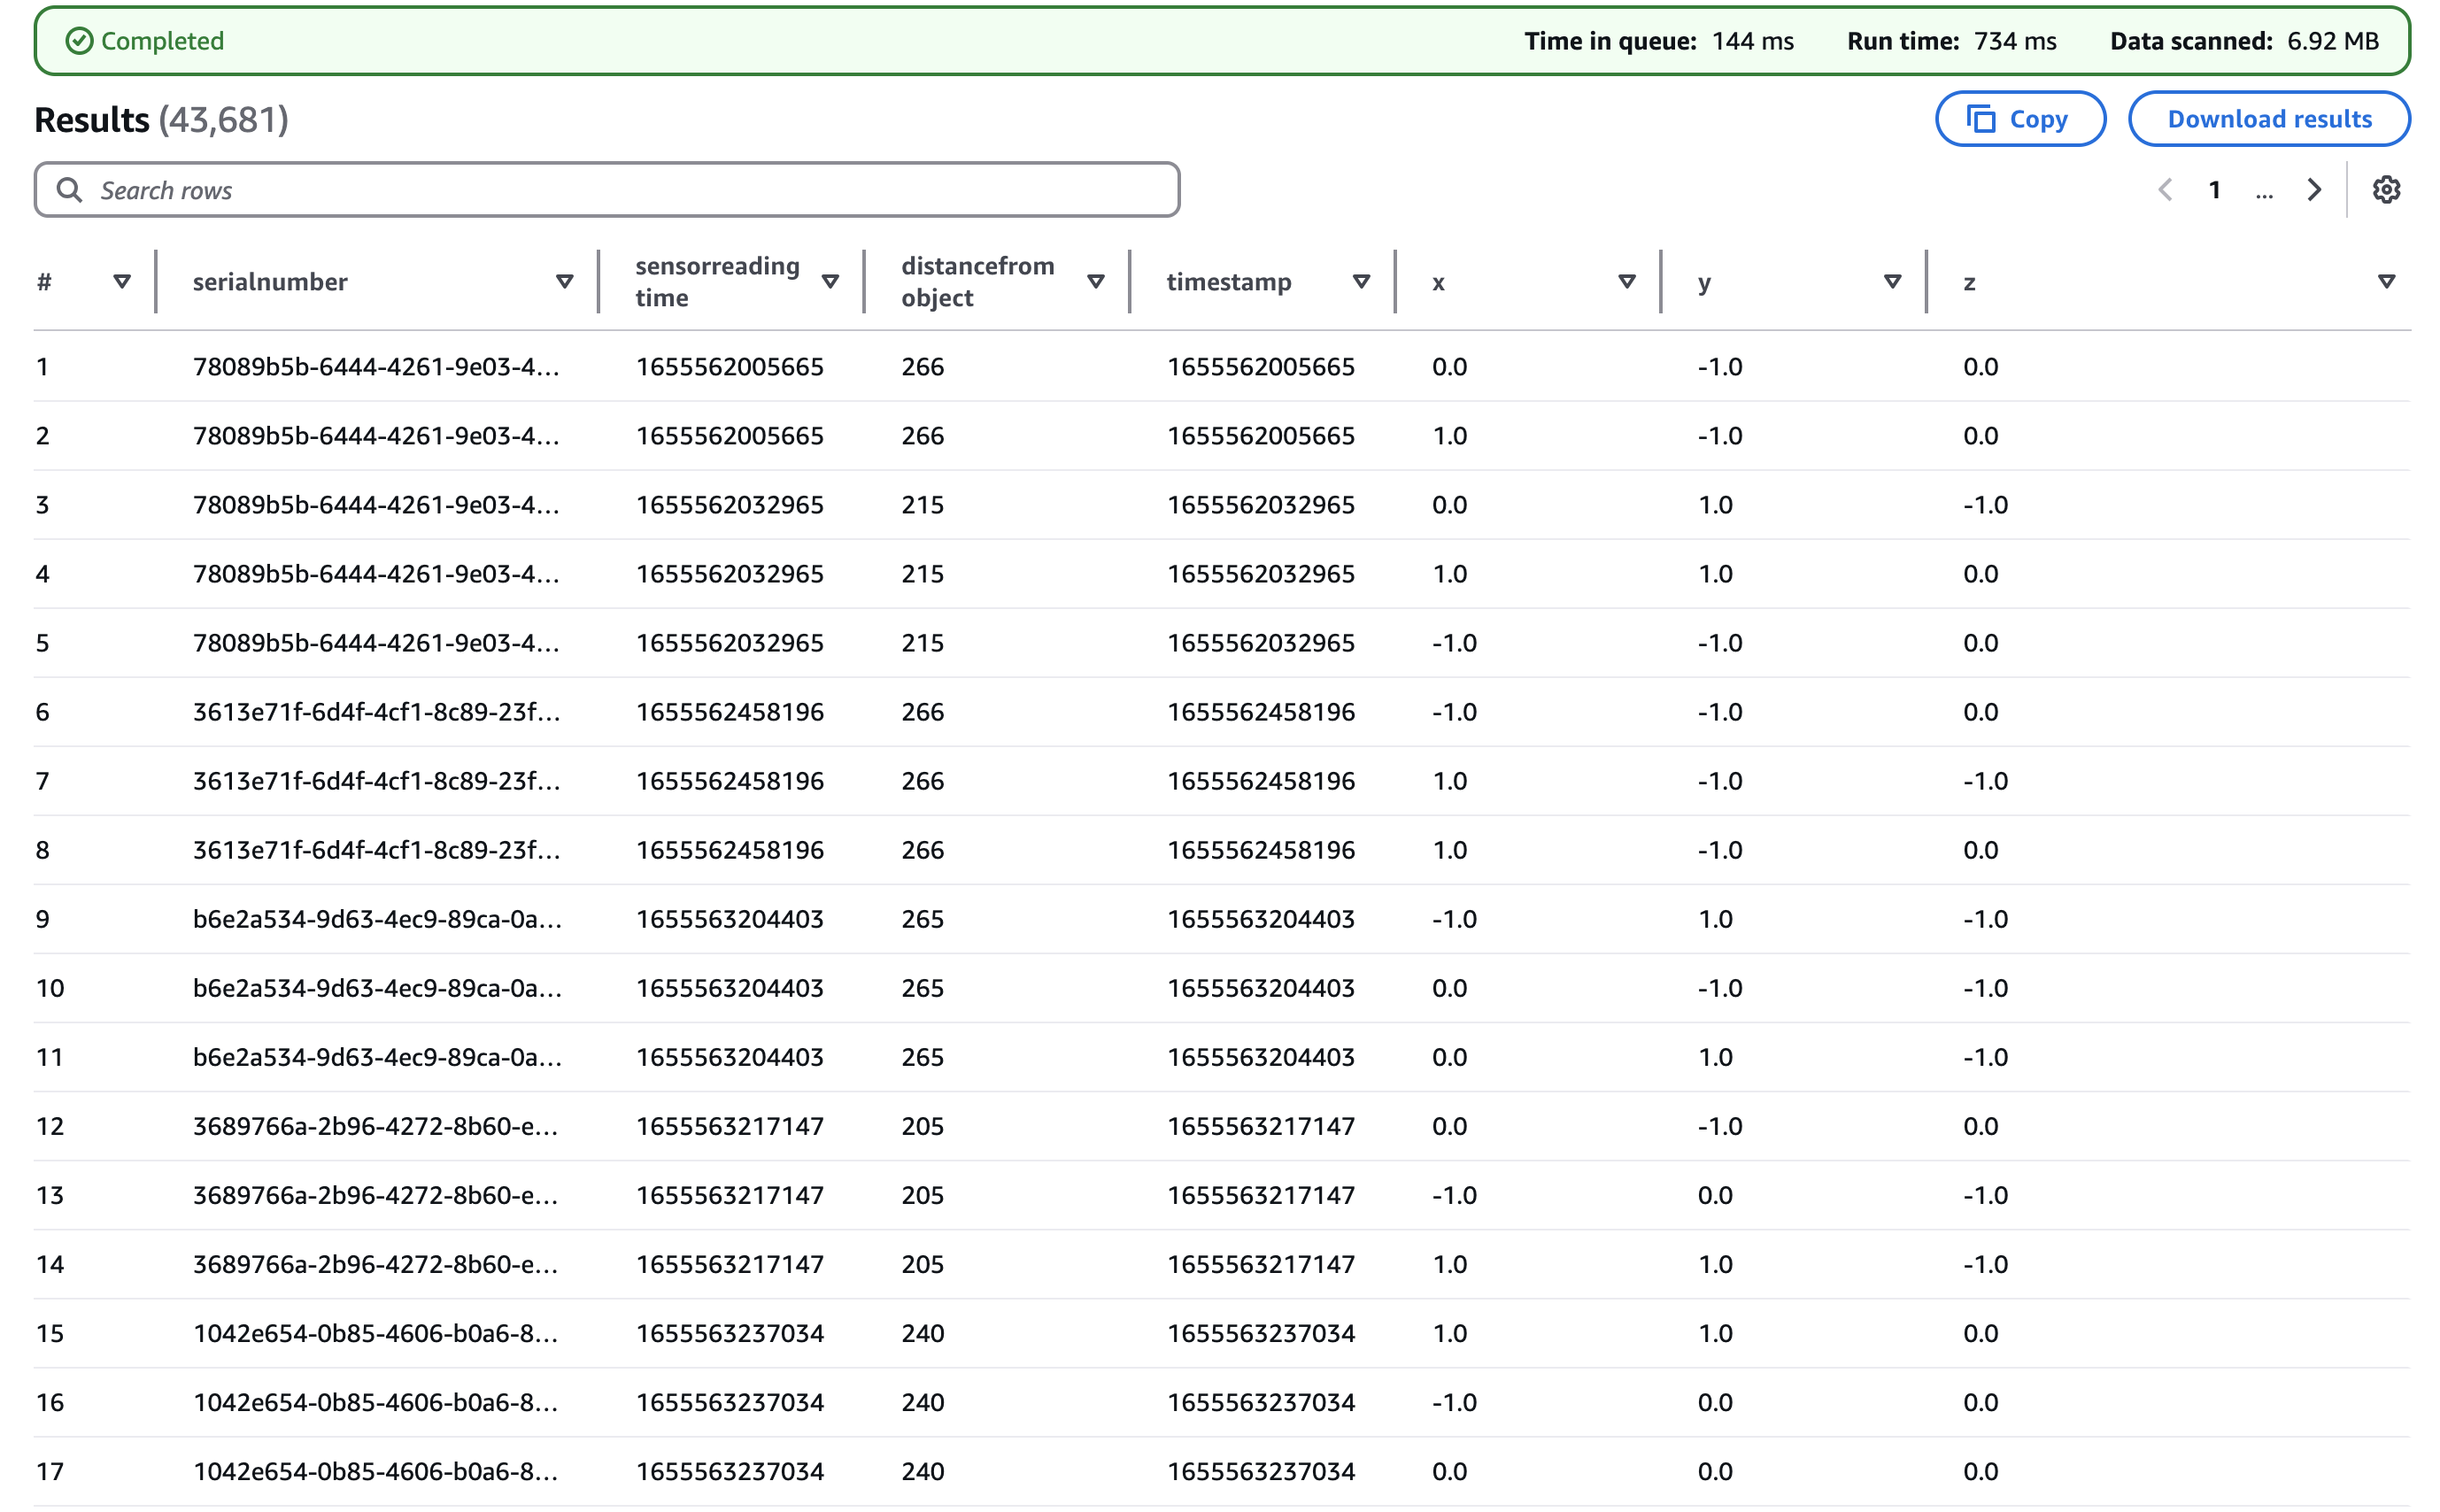 Completed Time in queue: 144 ms Run time: 734 ms Data scanned: 6.92 MB
Results (43,681) Copy Download results
Search rows 1 ...
# serialnumber sensorreading time distancefrom object timestamp x y z
1 78089b5b-6444-4261-9e03-4... 1655562005665 266 1655562005665 0.0 -1.0 0.0
2 78089b5b-6444-4261-9e03-4... 1655562005665 266 1655562005665 1.0 -1.0 0.0
3 78089b5b-6444-4261-9e03-4... 1655562032965 215 1655562032965 0.0 1.0 -1.0
4 78089b5b-6444-4261-9e03-4... 1655562032965 215 1655562032965 1.0 1.0 0.0
5 78089b5b-6444-4261-9e03-4... 1655562032965 215 1655562032965 -1.0 -1.0 0.0
6 3613e71f-6d4f-4cf1-8c89-23f... 1655562458196 266 1655562458196 -1.0 -1.0 0.0
7 3613e71f-6d4f-4cf1-8c89-23f... 1655562458196 266 1655562458196 1.0 -1.0 -1.0
8 3613e71f-6d4f-4cf1-8c89-23f... 1655562458196 266 1655562458196 1.0 -1.0 0.0
9 b6e2a534-9d63-4ec9-89ca-0a... 1655563204403 265 1655563204403 -1.0 1.0 -1.0
10 b6e2a534-9d63-4ec9-89ca-0a... 1655563204403 265 1655563204403 0.0 -1.0 -1.0
11 b6e2a534-9d63-4ec9-89ca-0a... 1655563204403 265 1655563204403 0.0 1.0 -1.0
12 3689766a-2b96-4272-8b60-e... 1655563217147 205 1655563217147 0.0 -1.0 0.0
13 3689766a-2b96-4272-8b60-e... 1655563217147 205 1655563217147 -1.0 0.0 -1.0
14 3689766a-2b96-4272-8b60-e... 1655563217147 205 1655563217147 1.0 1.0 -1.0
15 1042e654-0b85-4606-b0a6-8... 1655563237034 240 1655563237034 1.0 1.0 0.0
16 1042e654-0b85-4606-b0a6-8... 1655563237034 240 1655563237034 -1.0 0.0 0.0
17 1042e654-0b85-4606-b0a6-8... 1655563237034 240 1655563237034 0.0 0.0 0.0